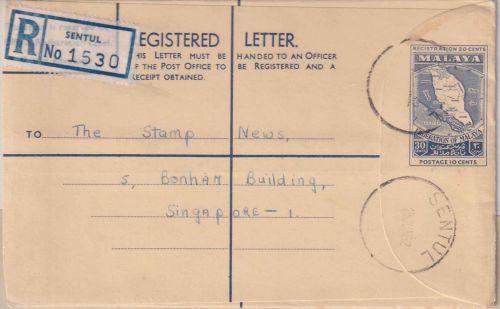 R
SENTUL
No 1530
REGISTERED LETTER.
THIS LETTER MUST BE HANDED TO AN OFFICER
OF THE POST OFFICE TO BE REGISTERED AND A
RECEIPT OBTAINED.
REGISTRATION 20 CENTS
MALAYA
FEDERATION OF MALAYA
30
POSTAGE 10 CENTS
TO The Stamp News,
5, Bonham Building,
Singapore - 1.
SENTUL